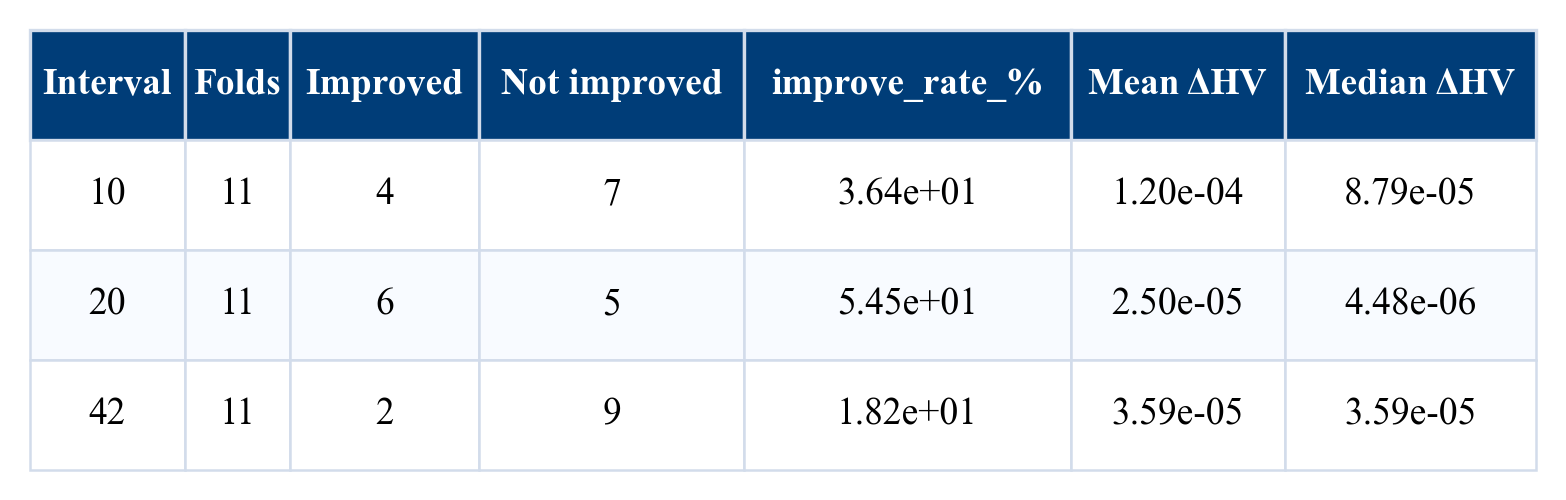 Interval Folds Improved Not improved improve_rate_% Mean ΔHV Median ΔHV
10 11 4 7 3.64e+01 1.20e-04 8.79e-05
20 11 6 5 5.45e+01 2.50e-05 4.48e-06
42 11 2 9 1.82e+01 3.59e-05 3.59e-05